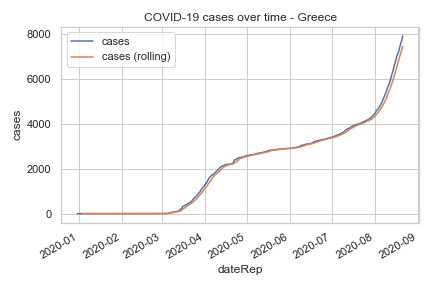 COVID-19 cases over time - Greece
cases
cases (rolling)
8000
6000
4000
2000
0
cases
2020-01
2020-02
2020-03
2020-04
2020-05
2020-06
2020-07
2020-08
2020-09
dateRep